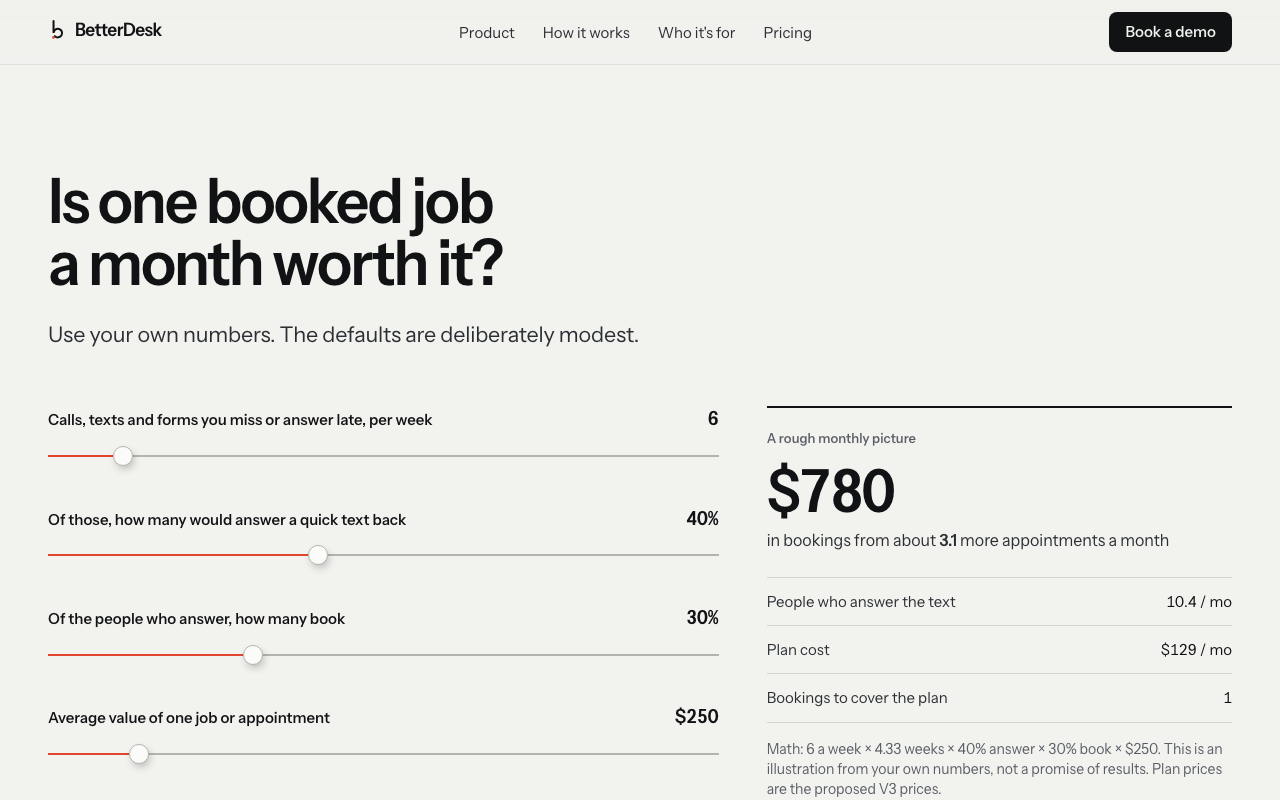 BetterDesk
Product
How it works
Who it's for
Pricing
Book a demo
Is one booked job
a month worth it?
Use your own numbers. The defaults are deliberately modest.
Calls, texts and forms you miss or answer late, per week
6
Of those, how many would answer a quick text back
40%
Of the people who answer, how many book
30%
Average value of one job or appointment
$250
A rough monthly picture
$780
in bookings from about 3.1 more appointments a month
People who answer the text
10.4 / mo
Plan cost
$129 / mo
Bookings to cover the plan
1
Math: 6 a week × 4.33 weeks × 40% answer × 30% book × $250. This is an
illustration from your own numbers, not a promise of results. Plan prices
are the proposed V3 prices.